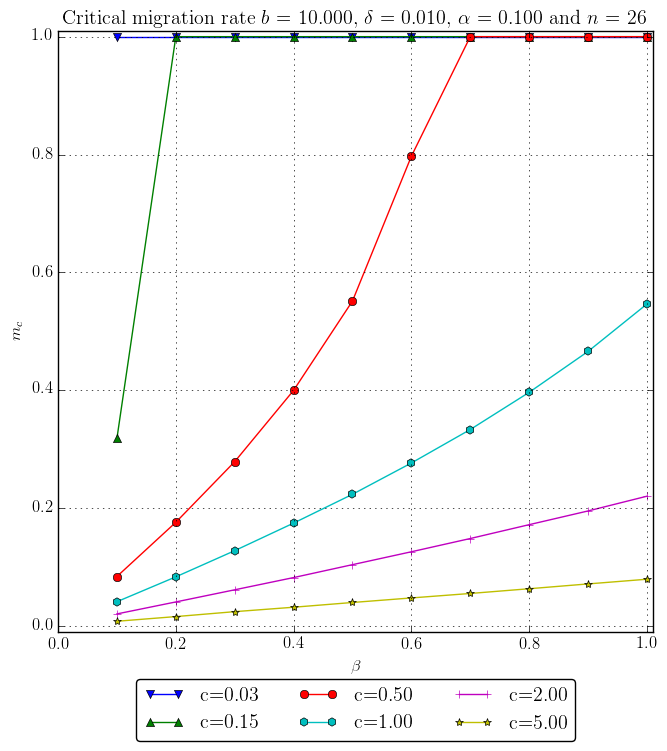 Critical migration rate b = 10.000, δ = 0.010, α = 0.100 and n = 26
1.0
0.8
0.6
0.4
0.2
0.0
m_c
0.0 0.2 0.4 0.6 0.8 1.0
β
c=0.03 c=0.50 c=2.00
c=0.15 c=1.00 c=5.00